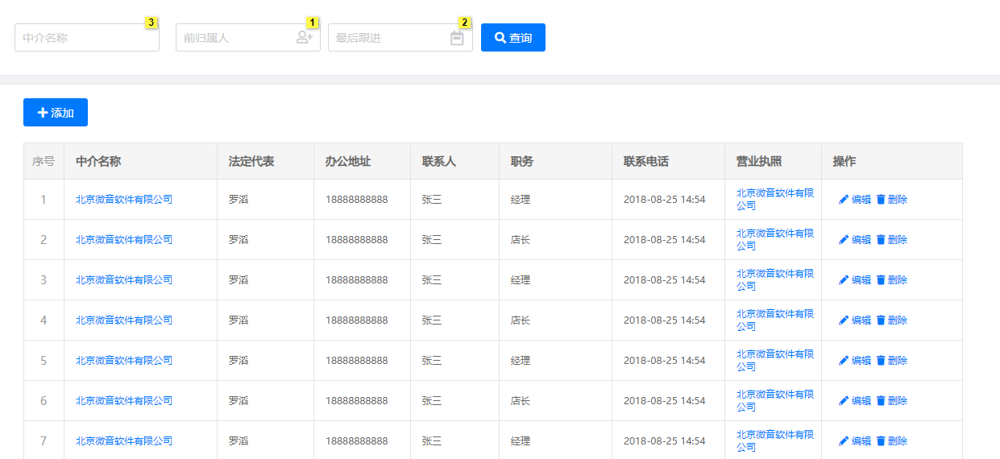 3 1 2
中介名称 前归属人 最后跟进 查询
添加
序号 中介名称 法定代表 办公地址 联系人 职务 联系电话 营业执照 操作
1 北京微音软件有限公司 罗滔 18888888888 张三 经理 2018-08-25 14:54 北京微音软件有限公司 编辑 删除
2 北京微音软件有限公司 罗滔 18888888888 张三 店长 2018-08-25 14:54 北京微音软件有限公司 编辑 删除
3 北京微音软件有限公司 罗滔 18888888888 张三 经理 2018-08-25 14:54 北京微音软件有限公司 编辑 删除
4 北京微音软件有限公司 罗滔 18888888888 张三 店长 2018-08-25 14:54 北京微音软件有限公司 编辑 删除
5 北京微音软件有限公司 罗滔 18888888888 张三 经理 2018-08-25 14:54 北京微音软件有限公司 编辑 删除
6 北京微音软件有限公司 罗滔 18888888888 张三 店长 2018-08-25 14:54 北京微音软件有限公司 编辑 删除
7 北京微音软件有限公司 罗滔 18888888888 张三 经理 2018-08-25 14:54 北京微音软件有限公司 编辑 删除